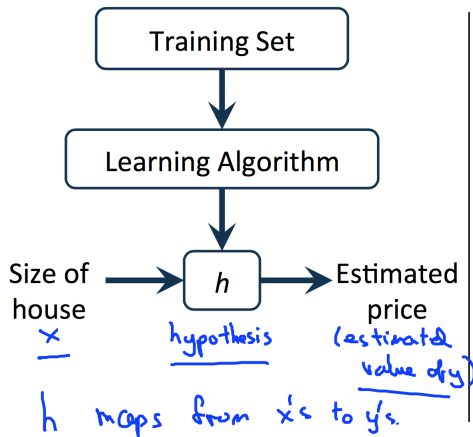 Training Set
Learning Algorithm
Size of
house
h
Estimated
price
x
hypothesis
(estimated
value of y)
h maps from x's to y's.